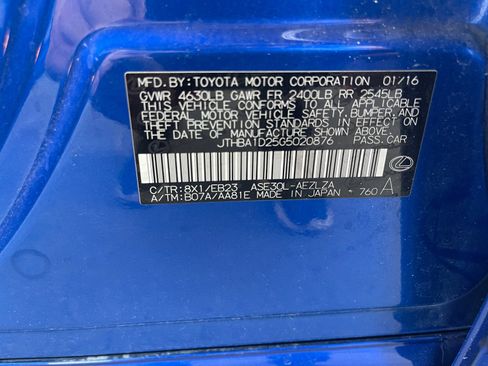 MFD. BY: TOYOTA MOTOR CORPORATION 01/16
GVWR 4630LB GAWR FR 2400LB RR 2545LB
THIS VEHICLE CONFORMS TO ALL APPLICABLE
FEDERAL MOTOR VEHICLE SAFETY, BUMPER, AND
THEFT PREVENTION STANDARDS IN EFFECT ON THE
DATE OF MANUFACTURE SHOWN ABOVE.
JTHBA1D25G5020876 PASS. CAR
C/TR: 8X1/EB23 ASE30L-AEZLZA
A/TM: B07A/AA81E MADE IN JAPAN - 760 A